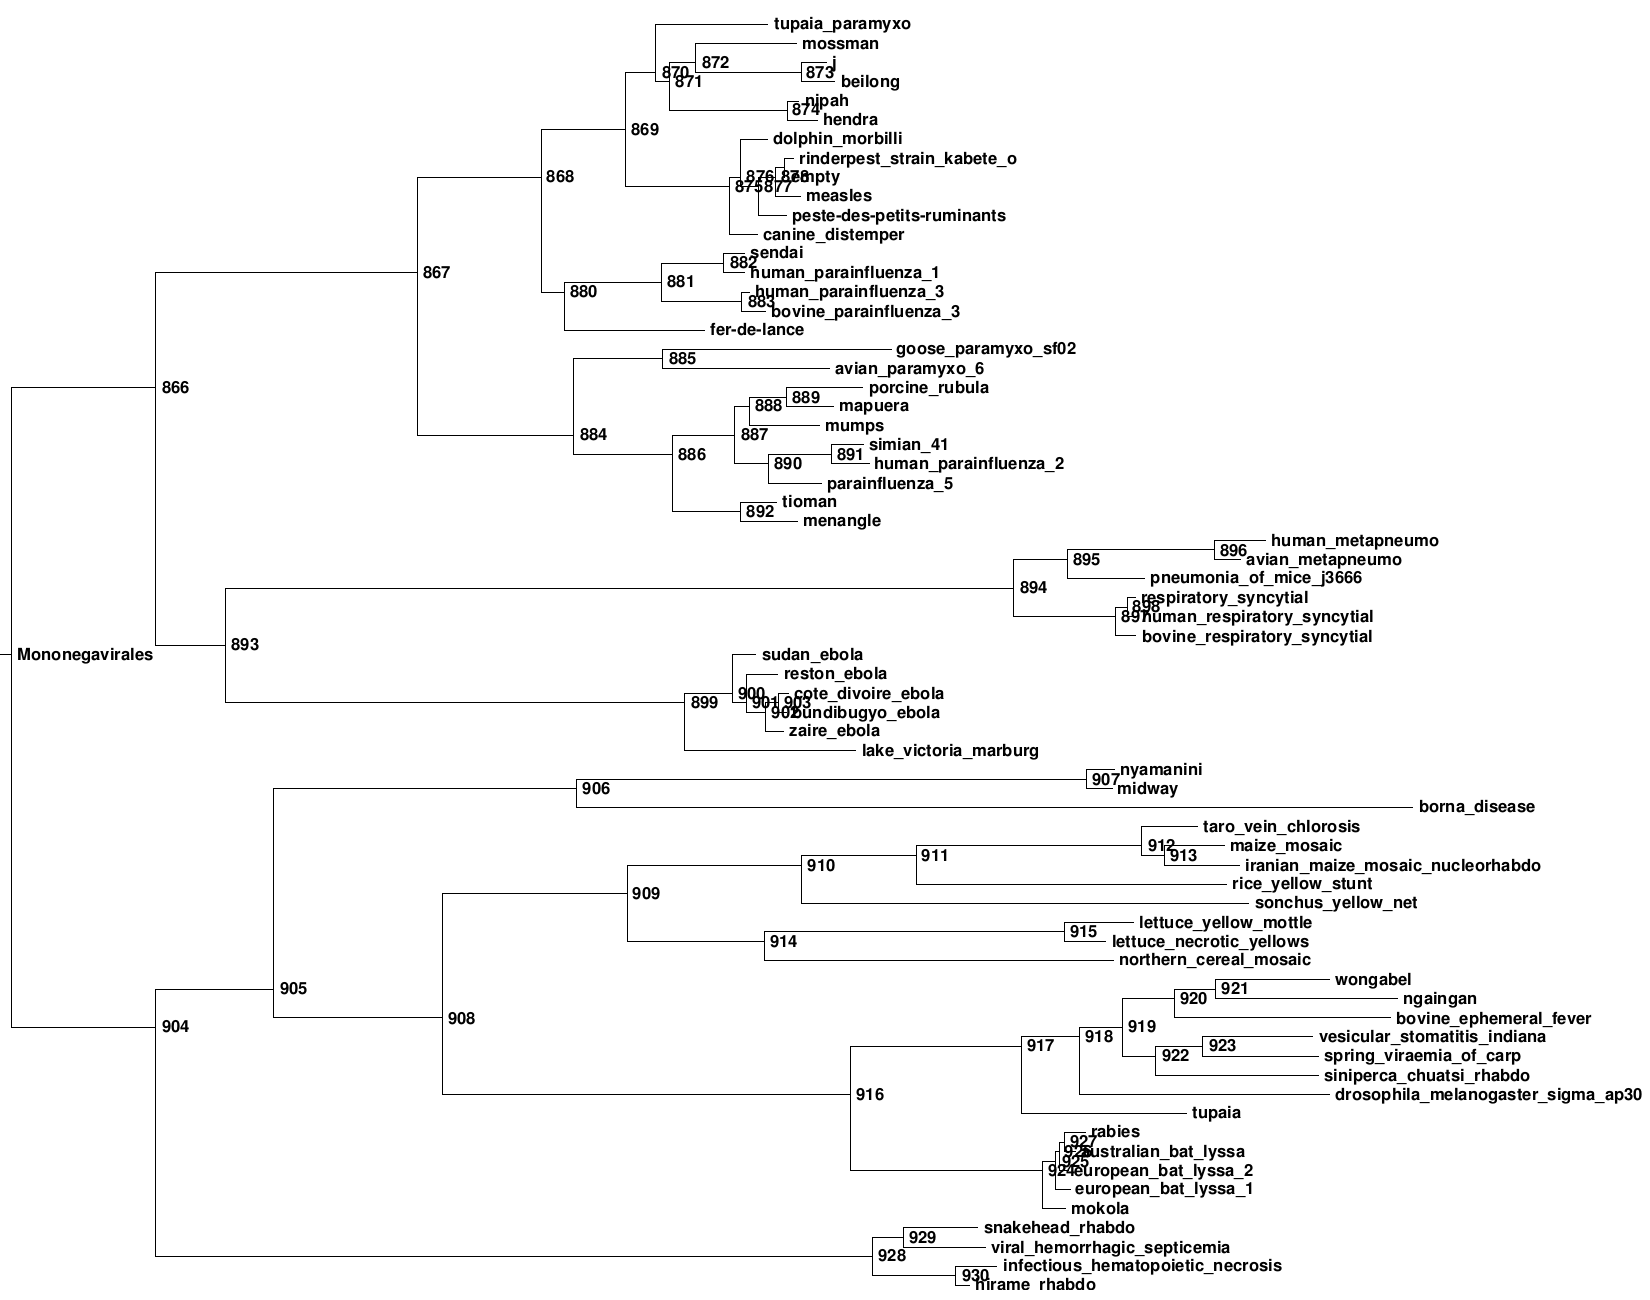 tupaia_paramyxo
mossman
872
j
870
873
871
beilong
nipah
874
hendra
869
dolphin_morbilli
rinderpest_strain_kabete_o
868
876
878
empty
875
877
measles
peste-des-petits-ruminants
canine_distemper
sendai
882
867
human_parainfluenza_1
881
880
human_parainfluenza_3
883
bovine_parainfluenza_3
fer-de-lance
goose_paramyxo_sf02
885
avian_paramyxo_6
866
porcine_rubula
889
888
mapuera
mumps
884
887
simian_41
886
891
890
human_parainfluenza_2
parainfluenza_5
tioman
892
menangle
human_metapneumo
896
895
avian_metapneumo
pneumonia_of_mice_j3666
894
respiratory_syncytial
898
897
human_respiratory_syncytial
bovine_respiratory_syncytial
893
Mononegavirales
sudan_ebola
reston_ebola
900
cote_divoire_ebola
899
901
903
902
bundibugyo_ebola
zaire_ebola
lake_victoria_marburg
nyamanini
907
906
midway
borna_disease
taro_vein_chlorosis
912
maize_mosaic
911
913
910
iranian_maize_mosaic_nucleorhabdo
rice_yellow_stunt
909
sonchus_yellow_net
lettuce_yellow_mottle
915
914
lettuce_necrotic_yellows
northern_cereal_mosaic
wongabel
905
921
920
ngaingan
908
bovine_ephemeral_fever
904
919
918
vesicular_stomatitis_indiana
917
923
922
spring_viraemia_of_carp
siniperca_chuatsi_rhabdo
916
drosophila_melanogaster_sigma_ap30
tupaia
rabies
927
926
australian_bat_lyssa
925
924
european_bat_lyssa_2
european_bat_lyssa_1
mokola
snakehead_rhabdo
929
viral_hemorrhagic_septicemia
928
infectious_hematopoietic_necrosis
930
hirame_rhabdo